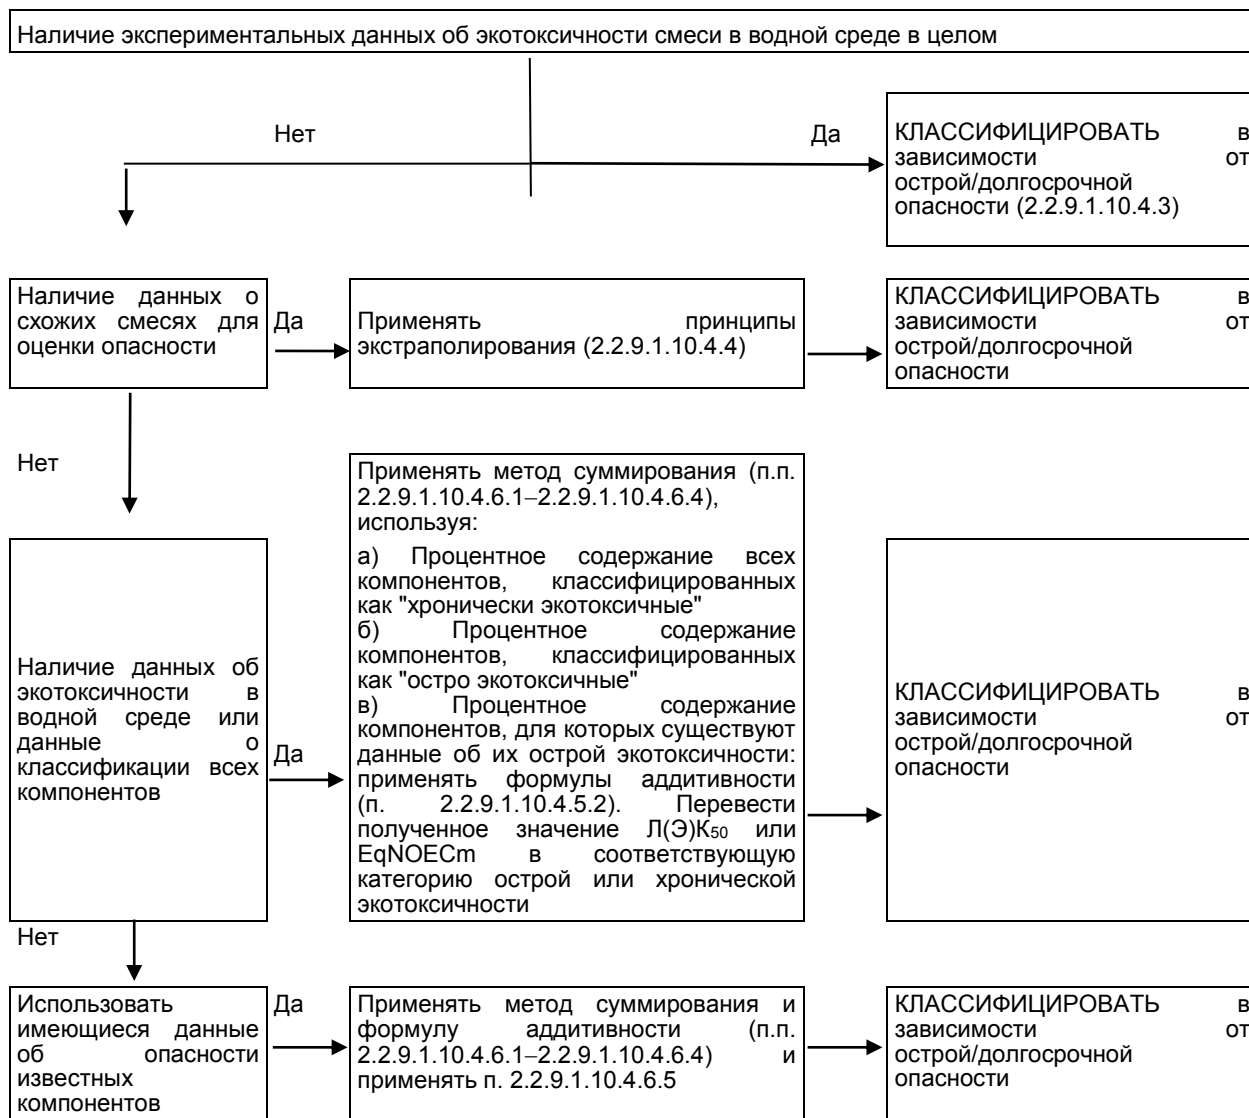 Наличие экспериментальных данных об экотоксичности смеси в водной среде в целом
Нет
Да
КЛАССИФИЦИРОВАТЬ в
зависимости от
острой/долгосрочной
опасности (2.2.9.1.10.4.3)
Наличие данных о
схожих смесях для
оценки опасности
Да
Применять принципы
экстраполирования (2.2.9.1.10.4.4)
КЛАССИФИЦИРОВАТЬ в
зависимости от
острой/долгосрочной
опасности
Нет
Наличие данных об
экотоксичности в
водной среде или
данные о
классификации всех
компонентов
Да
Применять метод суммирования (п.п.
2.2.9.1.10.4.6.1–2.2.9.1.10.4.6.4),
используя:
а) Процентное содержание всех
компонентов, классифицированных
как "хронически экотоксичные"
б) Процентное содержание
компонентов, классифицированных
как "остро экотоксичные"
в) Процентное содержание
компонентов, для которых существуют
данные об их острой экотоксичности:
применять формулы аддитивности
(п. 2.2.9.1.10.4.5.2). Перевести
полученное значение Л(Э)К50 или
EqNOECm в соответствующую
категорию острой или хронической
экотоксичности
КЛАССИФИЦИРОВАТЬ в
зависимости от
острой/долгосрочной
опасности
Нет
Использовать
имеющиеся данные
об опасности
известных
компонентов
Да
Применять метод суммирования и
формулу аддитивности (п.п.
2.2.9.1.10.4.6.1–2.2.9.1.10.4.6.4) и
применять п. 2.2.9.1.10.4.6.5
КЛАССИФИЦИРОВАТЬ в
зависимости от
острой/долгосрочной
опасности